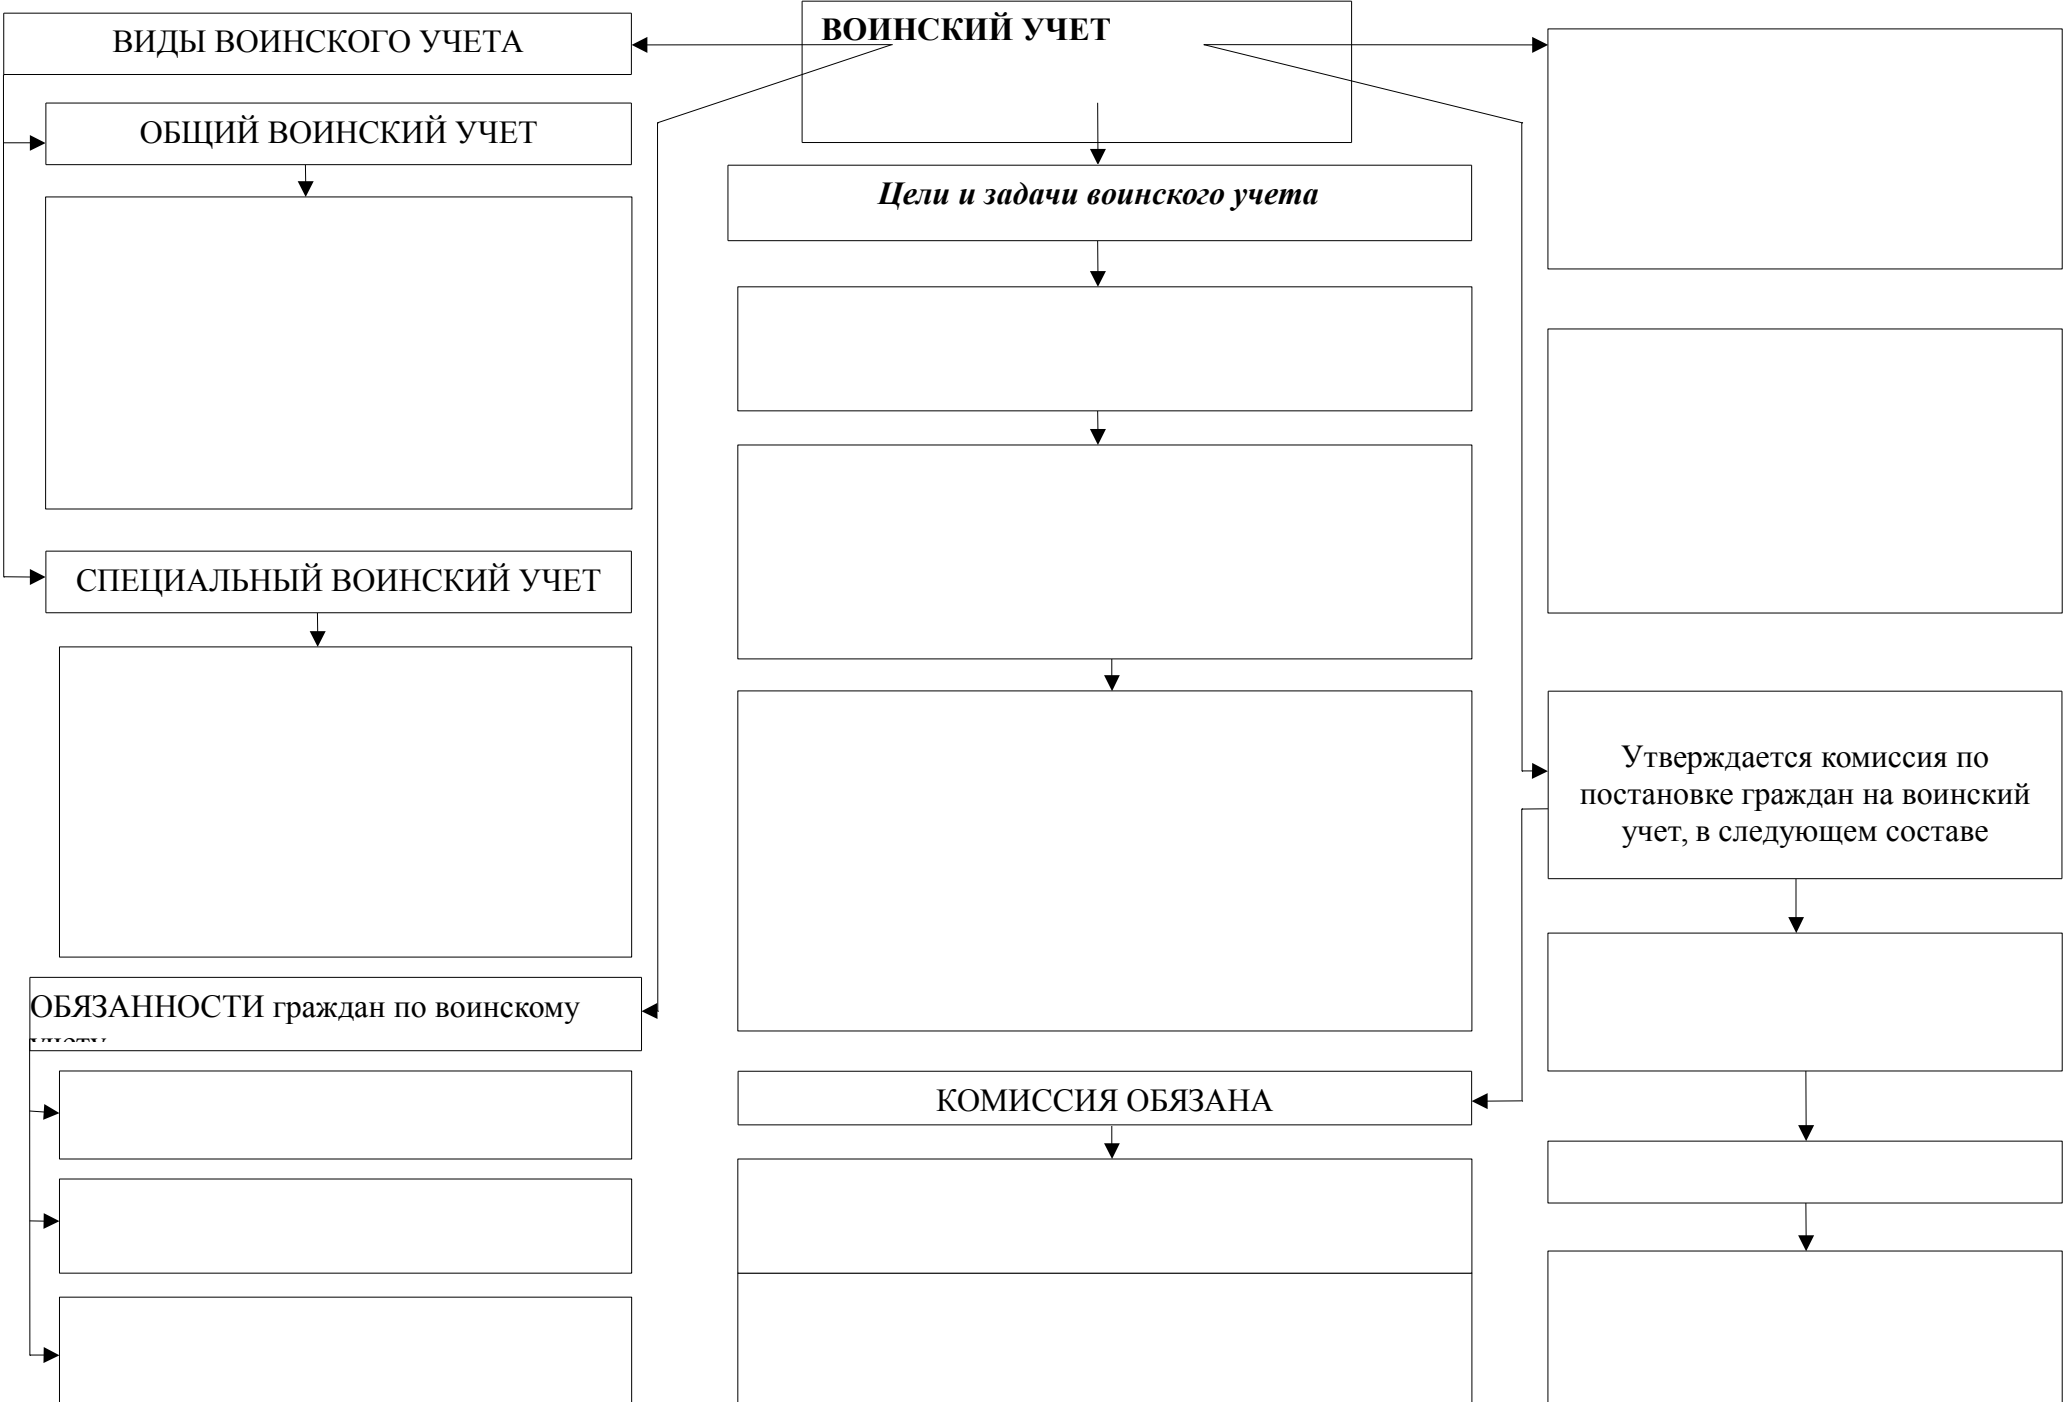 ВОИНСКИЙ УЧЕТ
ВИДЫ ВОИНСКОГО УЧЕТА
ОБЩИЙ ВОИНСКИЙ УЧЕТ
СПЕЦИАЛЬНЫЙ ВОИНСКИЙ УЧЕТ
ОБЯЗАННОСТИ граждан по воинскому
учету
Цели и задачи воинского учета
КОМИССИЯ ОБЯЗАНА
Утверждается комиссия по
постановке граждан на воинский
учет, в следующем составе